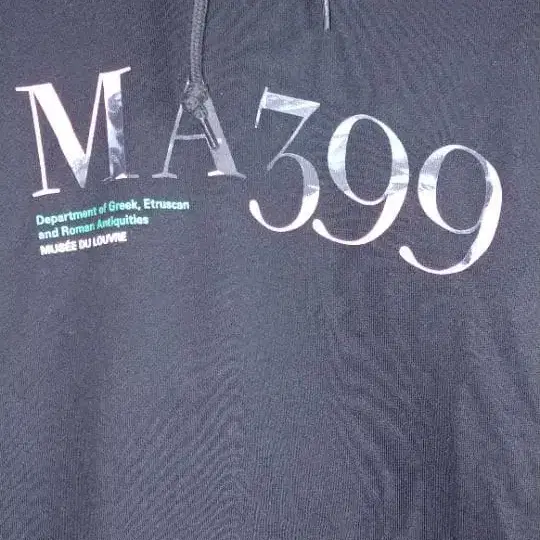 MA399
Department of Greek, Etruscan
and Roman Antiquities
MUSÉE DU LOUVRE